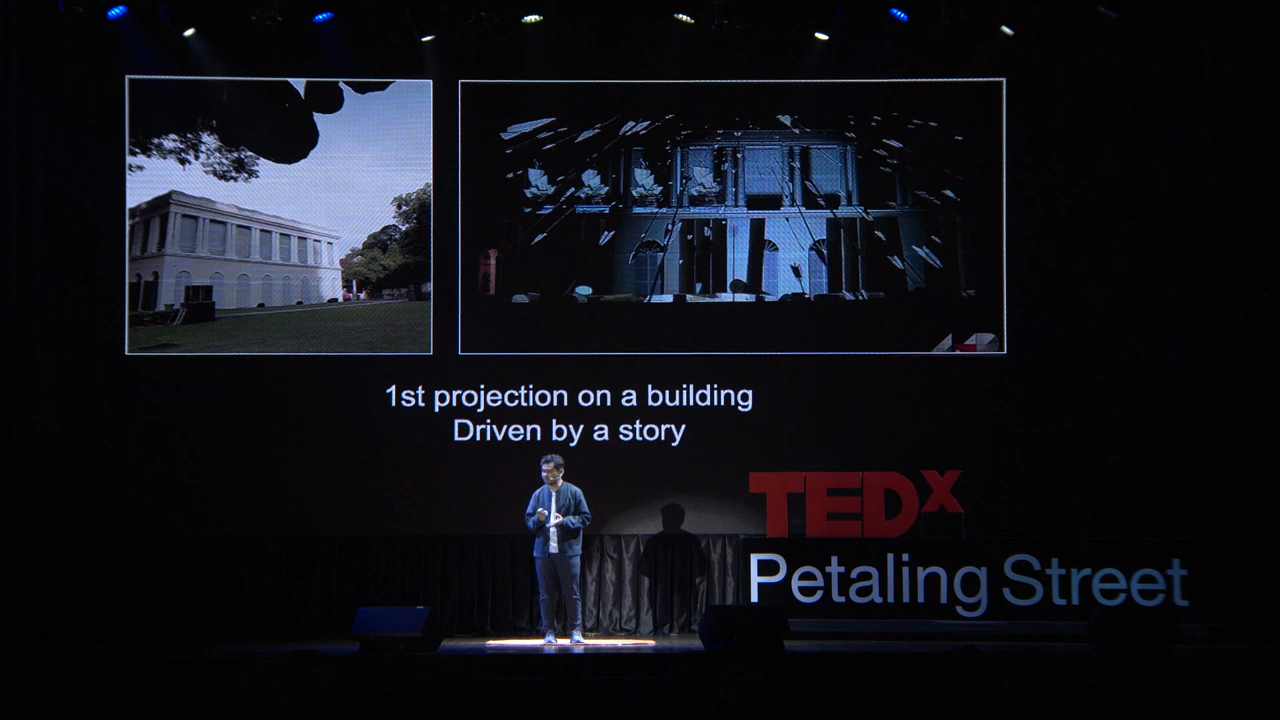 1st projection on a building
Driven by a story
TEDx
Petaling Street